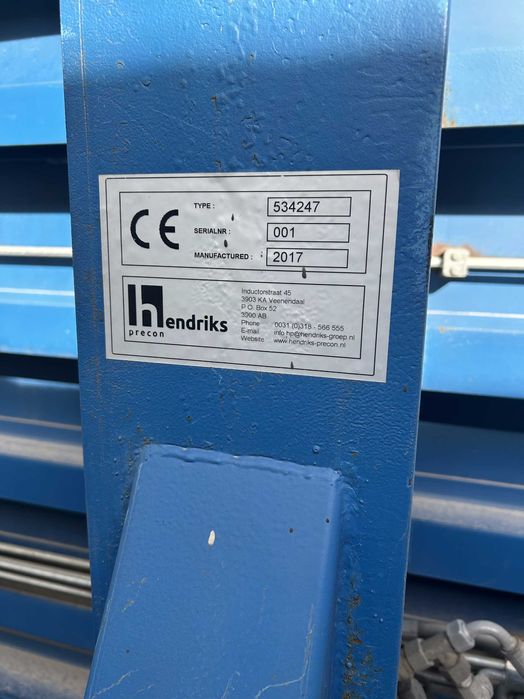 CE
TYPE : 534247
SERIALNR : 001
MANUFACTURED : 2017
hendriks
precon
Inductorstraat 45
3903 KA Veenendaal
P.O. Box 52
3900 AB
Phone 0031 (0)318 - 566 555
E-mail info.hp@hendriks-groep.nl
Website www.hendriks-precon.nl